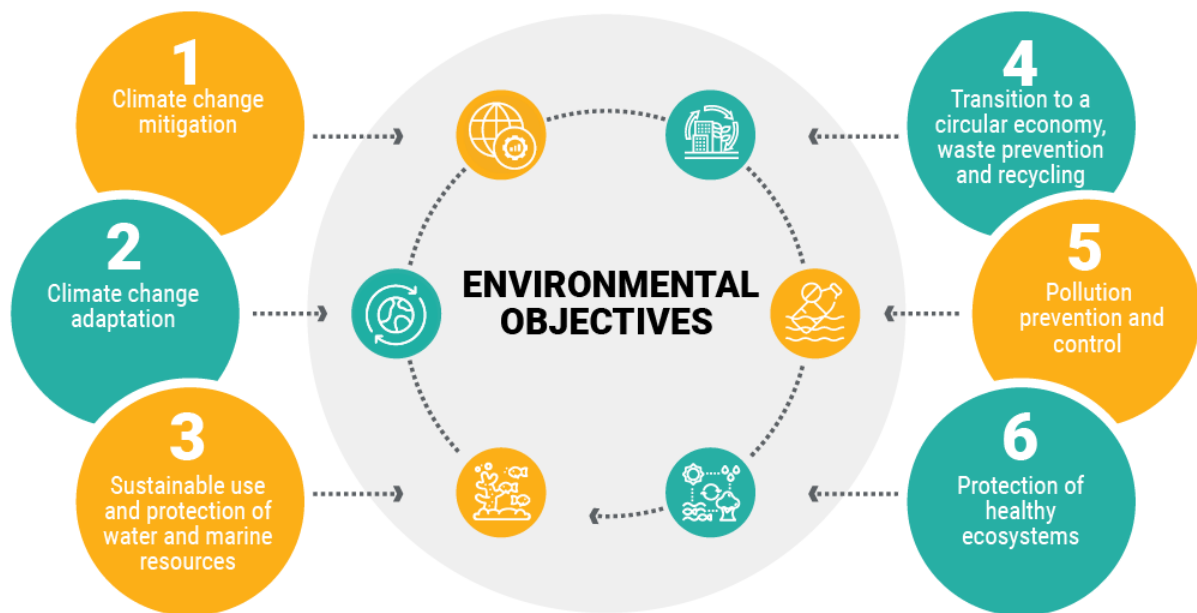 1
Climate change
mitigation
2
Climate change
adaptation
3
Sustainable use
and protection of
water and marine
resources
ENVIRONMENTAL
OBJECTIVES
4
Transition to a
circular economy,
waste prevention
and recycling
5
Pollution
prevention and
control
6
Protection of
healthy
ecosystems